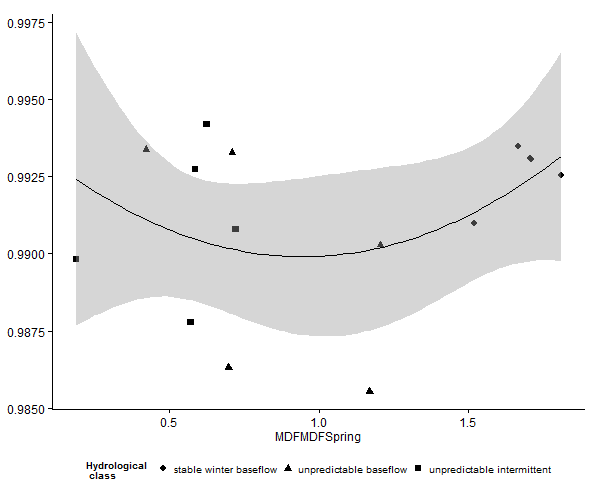 0.9975
0.9950
0.9925
0.9900
0.9875
0.9850
0.5 1.0 1.5
MDFMDFSpring
Hydrological
class
stable winter baseflow unpredictable baseflow unpredictable intermittent